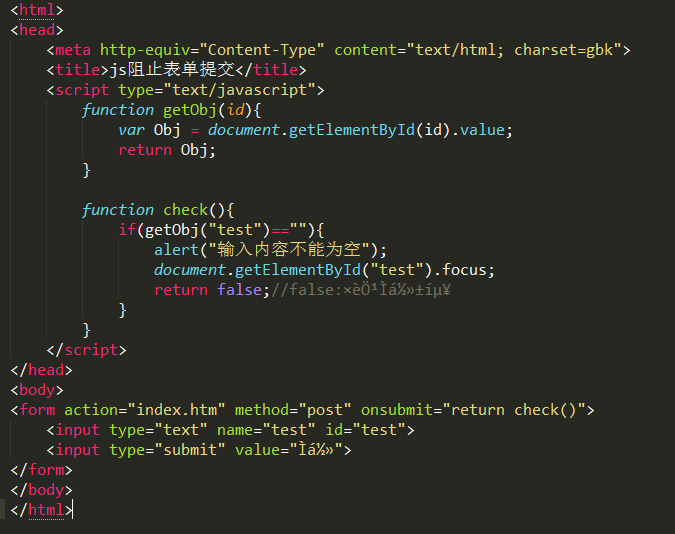 <html>
<head>
    <meta http-equiv="Content-Type" content="text/html; charset=gbk">
    <title>js阻止表单提交</title>
    <script type="text/javascript">
        function getObj(id){
            var Obj = document.getElementById(id).value;
            return Obj;
        }

        function check(){
            if(getObj("test")==""){
                alert("输入内容不能为空");
                document.getElementById("test").focus;
                return false;//false:×èÖ¹Ìá½»±íµ¥
            }
        }
    </script>
</head>
<body>
<form action="index.htm" method="post" onsubmit="return check()">
    <input type="text" name="test" id="test">
    <input type="submit" value="Ìá½»">
</form>
</body>
</html>